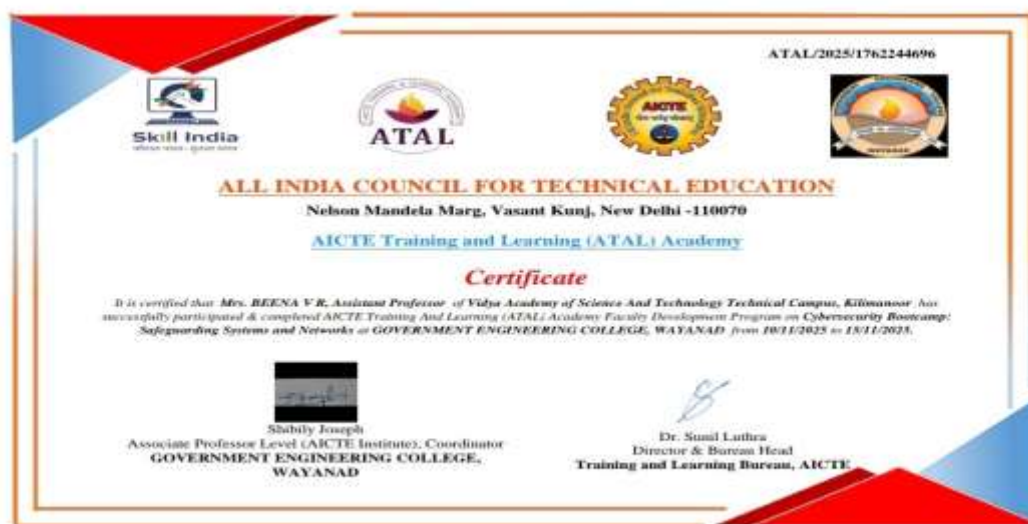 ATAL/2025/1762244696
Skill India
ATAL
AICTE
WAYANAD
ALL INDIA COUNCIL FOR TECHNICAL EDUCATION
Nelson Mandela Marg, Vasant Kunj, New Delhi -110070
AICTE Training and Learning (ATAL) Academy
Certificate
It is certified that Mrs. BEENA V R, Assistant Professor of Vidya Academy of Science And Technology Technical Campus, Kilimanoor has
successfully participated & completed AICTE Training And Learning (ATAL) Academy Faculty Development Program on Cybersecurity Bootcamp:
Safeguarding Systems and Networks at GOVERNMENT ENGINEERING COLLEGE, WAYANAD from 10/11/2025 to 15/11/2025.
Shibily Joseph
Associate Professor Level (AICTE Institute), Coordinator
GOVERNMENT ENGINEERING COLLEGE,
WAYANAD
Dr. Sunil Luthra
Director & Bureau Head
Training and Learning Bureau, AICTE